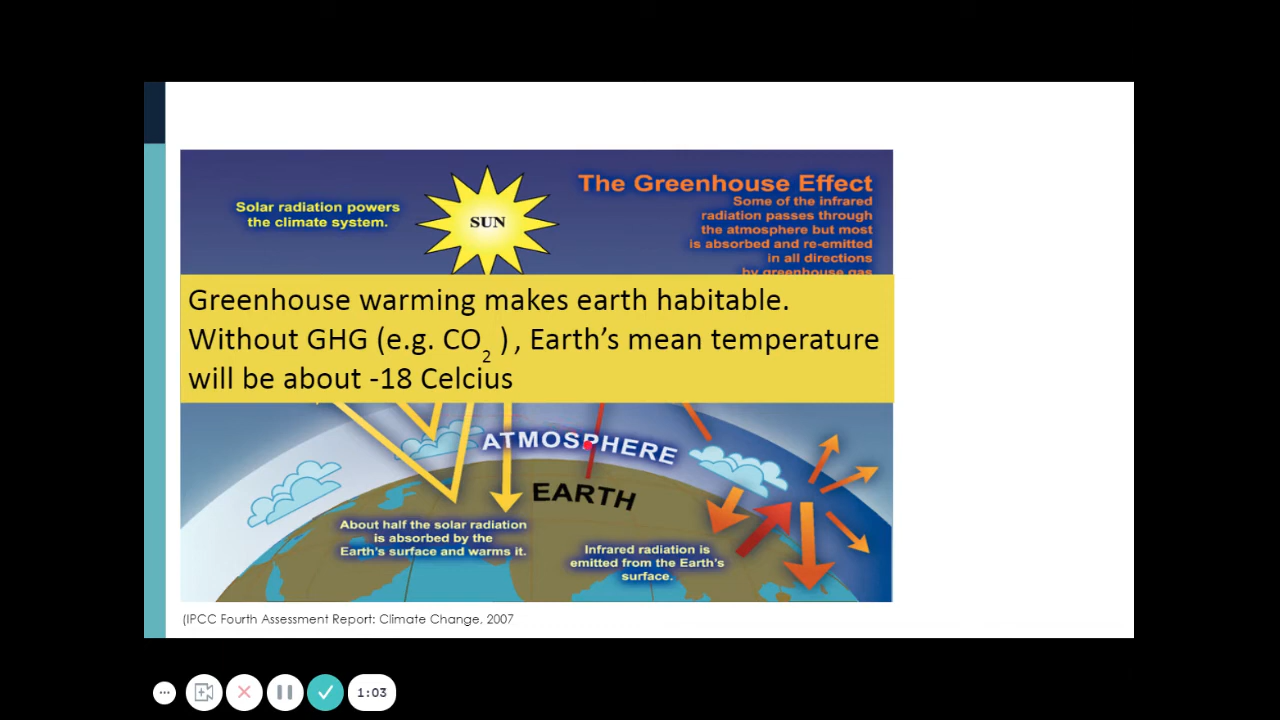 The Greenhouse Effect
Some of the infrared
radiation passes through
the atmosphere but most
is absorbed and re-emitted
in all directions
by greenhouse gas
Solar radiation powers
the climate system.
SUN
Greenhouse warming makes earth habitable.
Without GHG (e.g. CO₂ ), Earth’s mean temperature
will be about -18 Celcius
ATMOSPHERE
EARTH
About half the solar radiation
is absorbed by the
Earth's surface and warms it.
Infrared radiation is
emitted from the Earth's
surface.
(IPCC Fourth Assessment Report: Climate Change, 2007
1:03